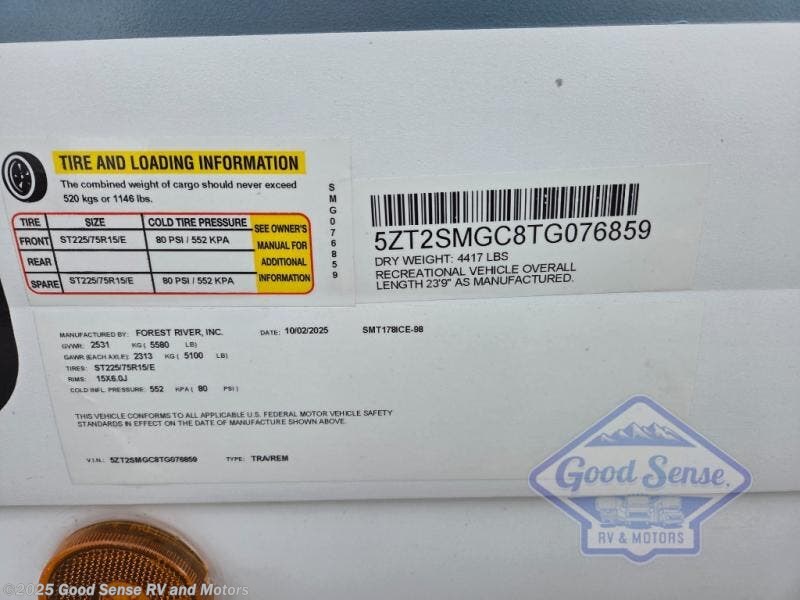 TIRE AND LOADING INFORMATION
The combined weight of cargo should never exceed
520 kgs or 1146 lbs.
TIRE SIZE COLD TIRE PRESSURE SEE OWNER'S MANUAL FOR ADDITIONAL INFORMATION
FRONT ST225/75R15/E 80 PSI / 552 KPA
REAR
SPARE ST225/75R15/E 80 PSI / 552 KPA
SMG076859
5ZT2SMGC8TG076859
DRY WEIGHT: 4417 LBS
RECREATIONAL VEHICLE OVERALL
LENGTH 23'9" AS MANUFACTURED.
MANUFACTURED BY: FOREST RIVER, INC. DATE: 10/02/2025 SMT178ICE-98
GVWR: 2531 KG ( 5580 LB)
GAWR (EACH AXLE): 2313 KG ( 5100 LB)
TIRES: ST225/75R15/E
RIMS: 15X6.0J
COLD INFL. PRESSURE: 552 KPA ( 80 PSI )
THIS VEHICLE CONFORMS TO ALL APPLICABLE U.S. FEDERAL MOTOR VEHICLE SAFETY
STANDARDS IN EFFECT ON THE DATE OF MANUFACTURE SHOWN ABOVE.
V.I.N.: 5ZT2SMGC8TG076859 TYPE: TRA/REM
Good Sense
RV & MOTORS
©2025 Good Sense RV and Motors